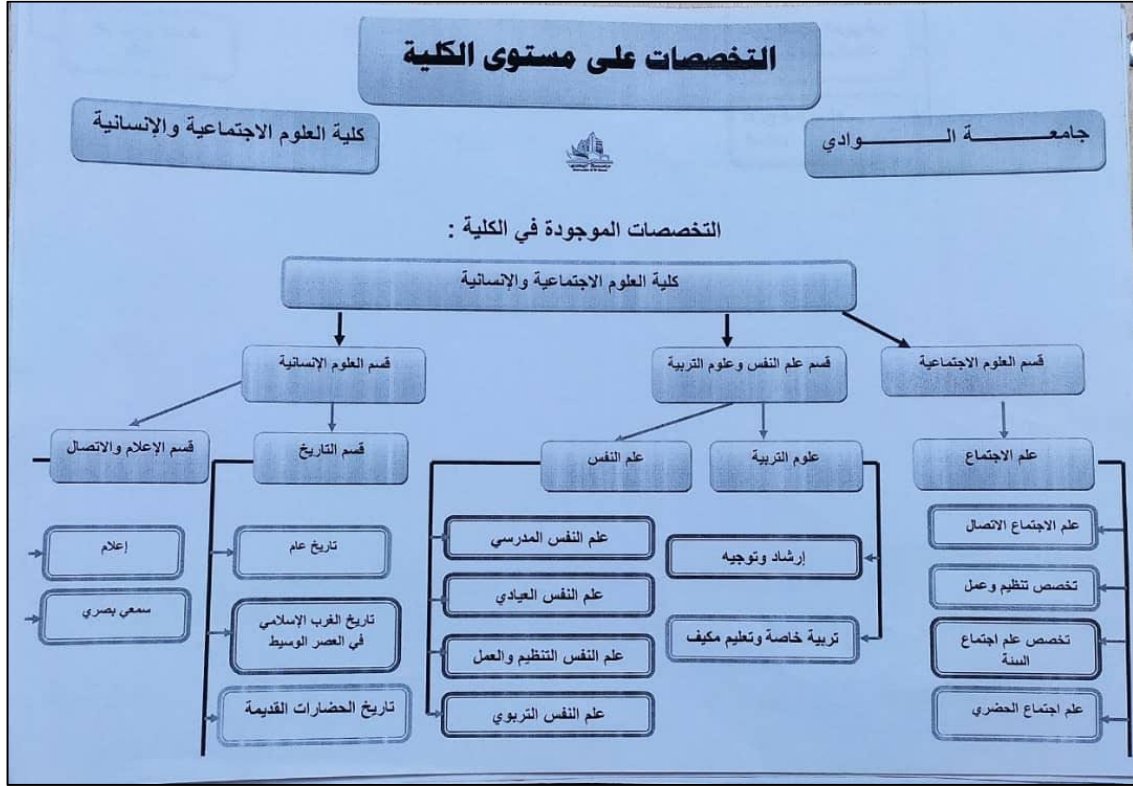 التخصصات على مستوى الكلية
جامعـــــــــة الـــــــــوادي
كلية العلوم الاجتماعية والإنسانية
التخصصات الموجودة في الكلية :
كلية العلوم الاجتماعية والإنسانية
قسم العلوم الاجتماعية
قسم علم النفس وعلوم التربية
قسم العلوم الإنسانية
علم الاجتماع
علوم التربية
علم النفس
قسم التاريخ
قسم الإعلام والاتصال
علم الاجتماع الاتصال
تخصص تنظيم وعمل
تخصص علم اجتماع
البيئة
علم اجتماع الحضري
إرشاد وتوجيه
تربية خاصة وتعليم مكيف
علم النفس المدرسي
علم النفس العيادي
علم النفس التنظيم والعمل
علم النفس التربوي
تاريخ عام
تاريخ الغرب الإسلامي
في العصر الوسيط
تاريخ الحضارات القديمة
إعلام
سمعي بصري